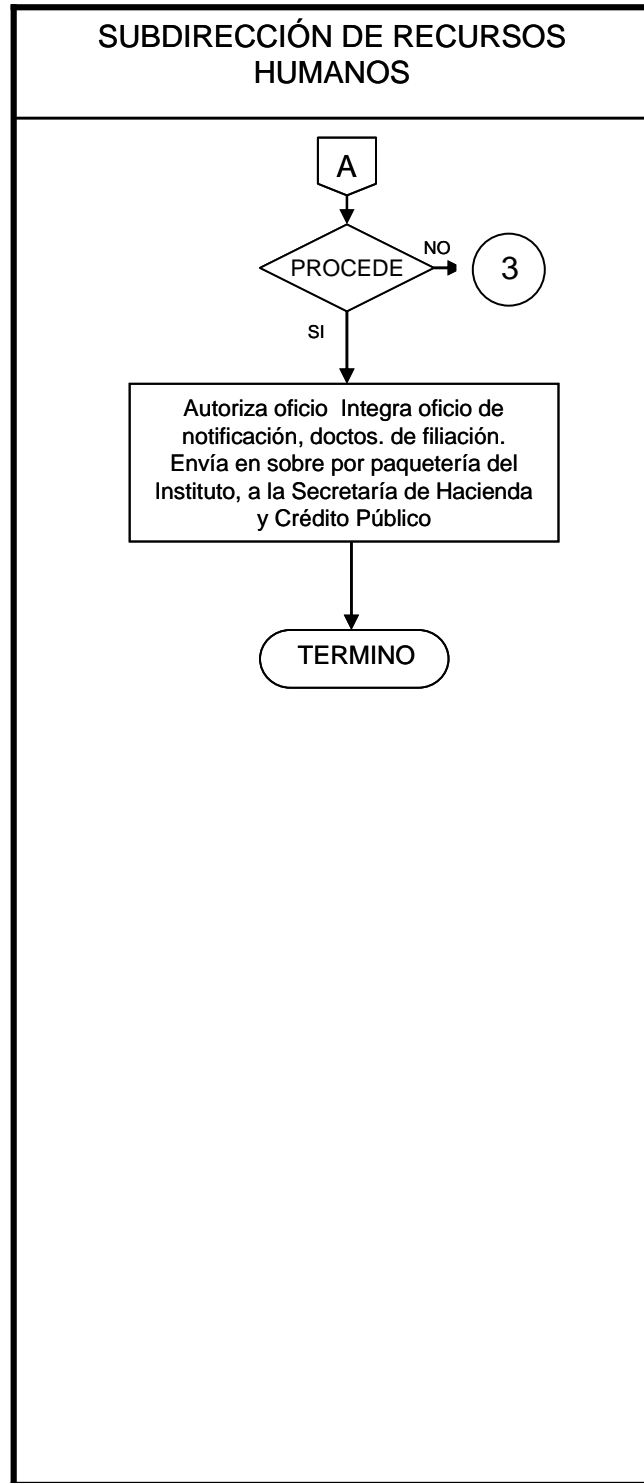 SUBDIRECCIÓN DE RECURSOS
HUMANOS
A
PROCEDE
NO
3
SI
Autoriza oficio  Integra oficio de
notificación, doctos. de filiación.
Envía en sobre por paquetería del
Instituto, a la Secretaría de Hacienda
y Crédito Público
TERMINO